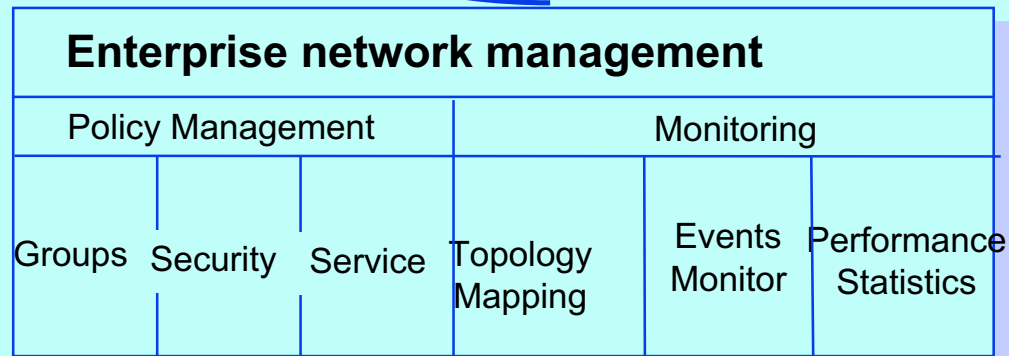 Enterprise network management
Policy Management
Monitoring
Groups
Security
Service
Topology
Mapping
Events
Monitor
Performance
Statistics